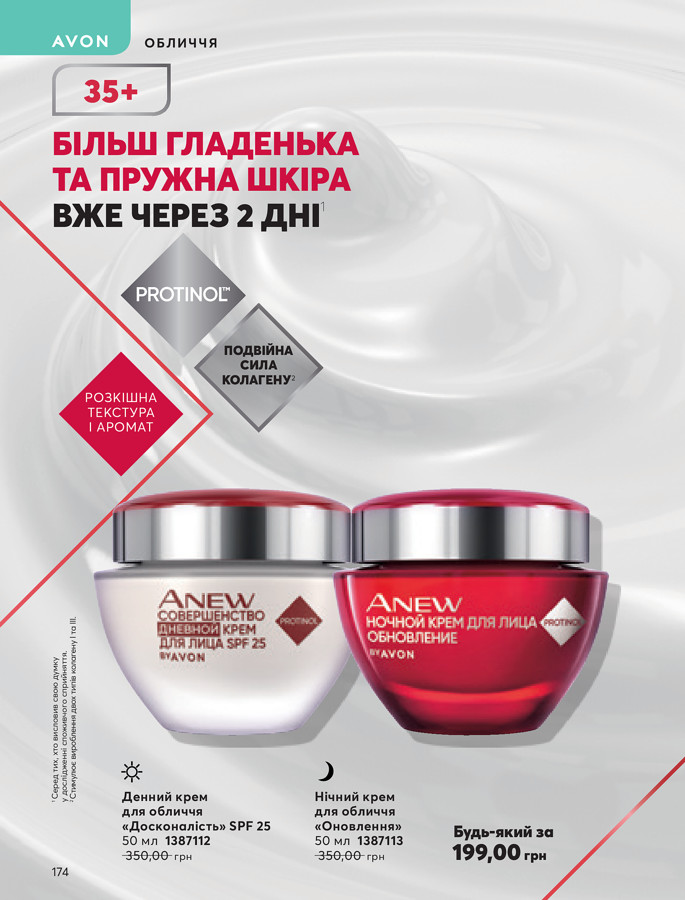 AVON
ОБЛИЧЧЯ
35+
БІЛЬШ ГЛАДЕНЬКА
ТА ПРУЖНА ШКІРА
ВЖЕ ЧЕРЕЗ 2 ДНІ¹
PROTINOL™
ПОДВІЙНА
СИЛА
КОЛАГЕНУ²
РОЗКІШНА
ТЕКСТУРА
І АРОМАТ
ANEW
СОВЕРШЕНСТВО
ДНЕВНОЙ КРЕМ
ДЛЯ ЛИЦА SPF 25
BY AVON
PROTINOL
ANEW
НОЧНОЙ КРЕМ ДЛЯ ЛИЦА
ОБНОВЛЕНИЕ
BY AVON
PROTINOL
¹ Серед тих, хто висловив свою думку
у дослідженні споживчого сприйняття.
² Стимулює вироблення двох типів колагену I та III.
Денний крем
для обличчя
«Досконалість» SPF 25
50 мл 1387112
350,00 грн
Нічний крем
для обличчя
«Оновлення»
50 мл 1387113
350,00 грн
Будь-який за
199,00 грн
174